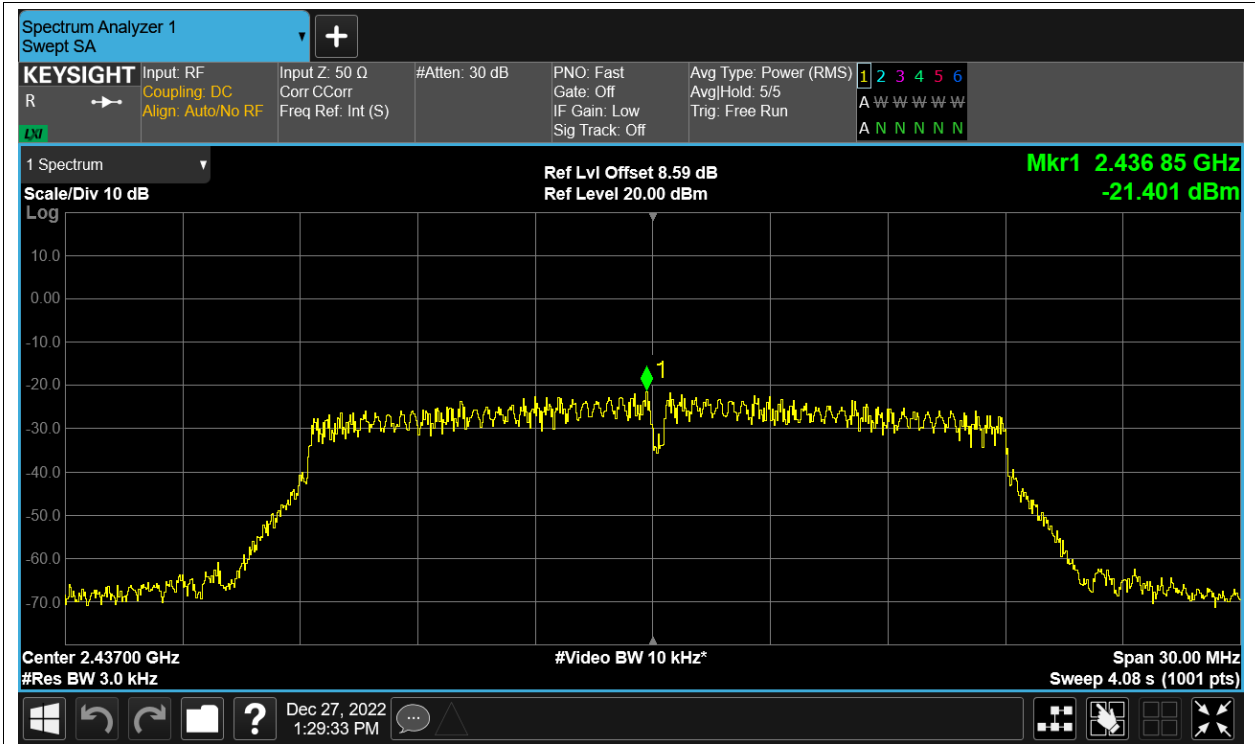 Spectrum Analyzer 1
Swept SA
KEYSIGHT
R
LXI
Input: RF
Coupling: DC
Align: Auto/No RF
Input Z: 50 Ω
Corr CCorr
Freq Ref: Int (S)
#Atten: 30 dB
PNO: Fast
Gate: Off
IF Gain: Low
Sig Track: Off
Avg Type: Power (RMS)
Avg|Hold: 5/5
Trig: Free Run
1 2 3 4 5 6
A W W W W W
A N N N N N
1 Spectrum
Scale/Div 10 dB
Log
Ref Lvl Offset 8.59 dB
Ref Level 20.00 dBm
Mkr1 2.436 85 GHz
-21.401 dBm
10.0
0.00
-10.0
-20.0
-30.0
-40.0
-50.0
-60.0
-70.0
1
Center 2.43700 GHz
#Res BW 3.0 kHz
#Video BW 10 kHz*
Span 30.00 MHz
Sweep 4.08 s (1001 pts)
?
Dec 27, 2022
1:29:33 PM